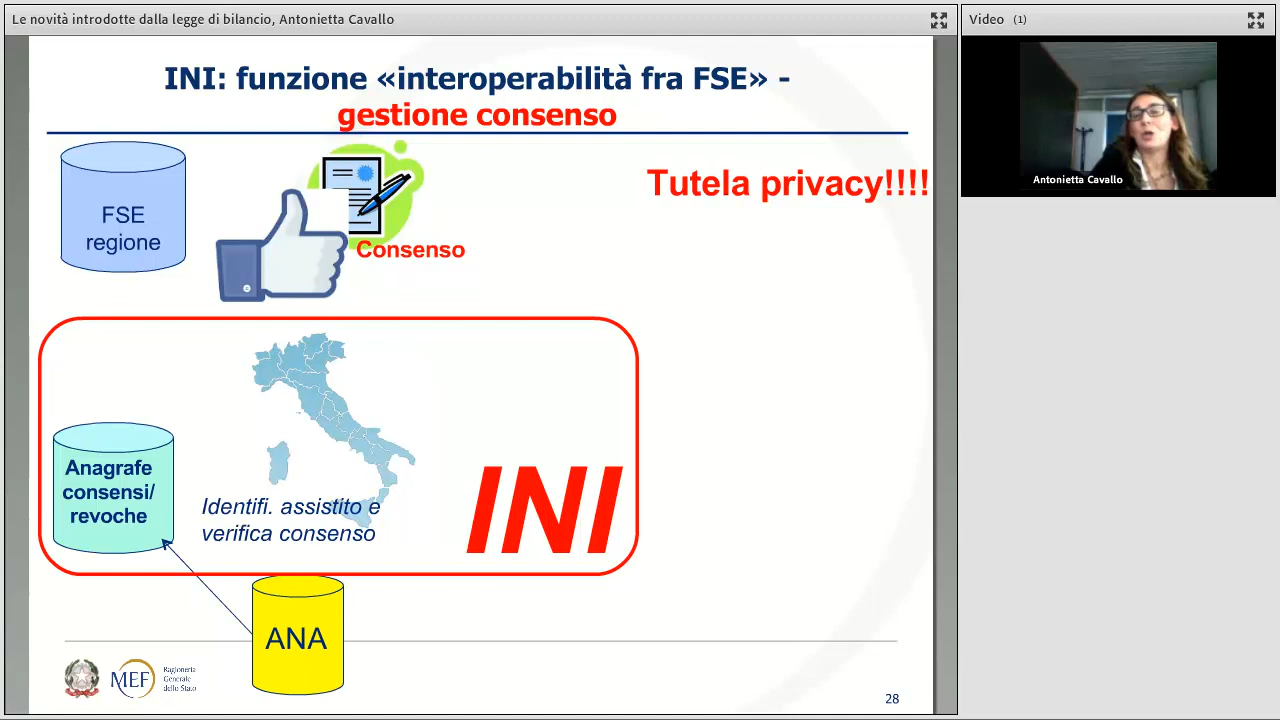 Le novità introdotte dalla legge di bilancio, Antonietta Cavallo
Video (1)
INI: funzione «interoperabilità fra FSE» -
gestione consenso
FSE
regione
Consenso
Tutela privacy!!!!
Antonietta Cavallo
Anagrafe
consensi/
revoche
Identifi. assistito e
verifica consenso
INI
ANA
MEF
Ragioneria
Generale
dello Stato
28